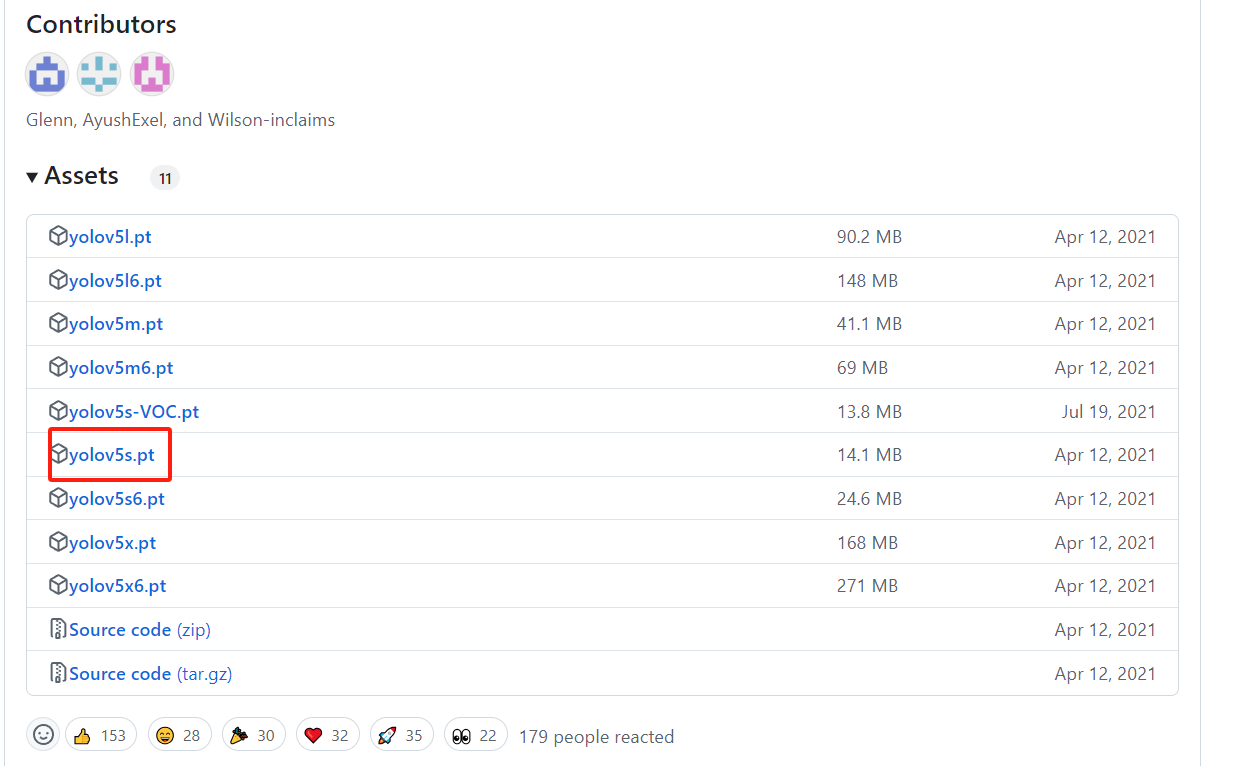 Contributors
Glenn, AyushExel, and Wilson-inclaims
▾ Assets 11
yolov5l.pt 90.2 MB Apr 12, 2021
yolov5l6.pt 148 MB Apr 12, 2021
yolov5m.pt 41.1 MB Apr 12, 2021
yolov5m6.pt 69 MB Apr 12, 2021
yolov5s-VOC.pt 13.8 MB Jul 19, 2021
yolov5s.pt 14.1 MB Apr 12, 2021
yolov5s6.pt 24.6 MB Apr 12, 2021
yolov5x.pt 168 MB Apr 12, 2021
yolov5x6.pt 271 MB Apr 12, 2021
Source code (zip) Apr 12, 2021
Source code (tar.gz) Apr 12, 2021
👍 153 😄 28 🎉 30 ❤️ 32 🚀 35 👀 22 179 people reacted